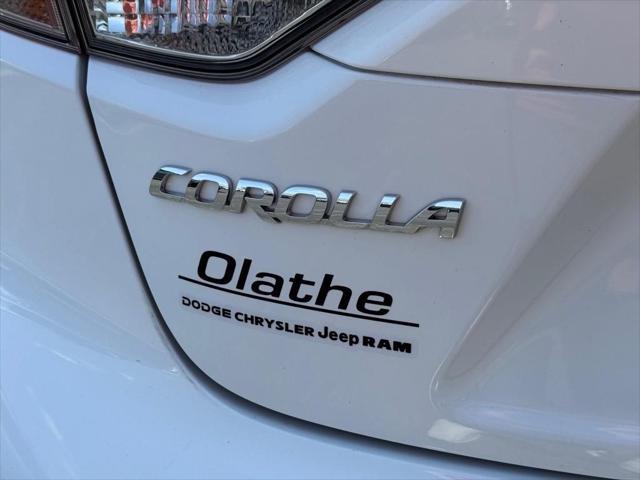 COROLLA
Olathe
DODGE CHRYSLER Jeep RAM